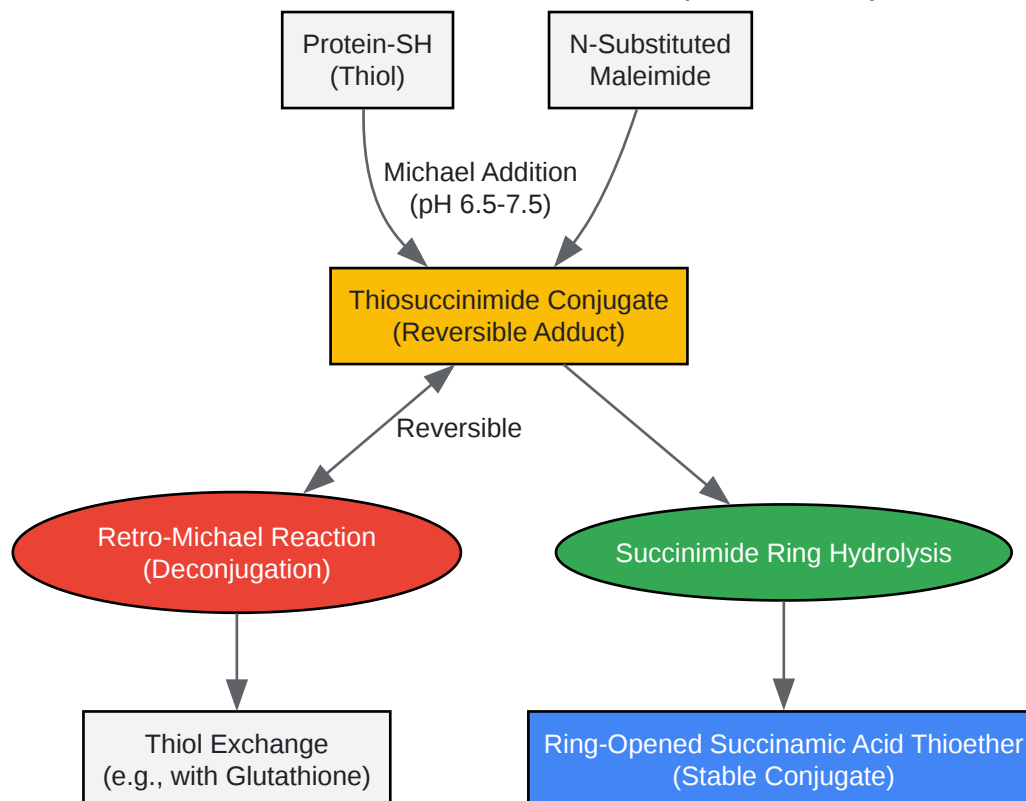 Protein-SH
(Thiol)
N-Substituted
Maleimide
Michael Addition
(pH 6.5-7.5)
Thiosuccinimide Conjugate
(Reversible Adduct)
Reversible
Retro-Michael Reaction
(Deconjugation)
Succinimide Ring Hydrolysis
Thiol Exchange
(e.g., with Glutathione)
Ring-Opened Succinamic Acid Thioether
(Stable Conjugate)